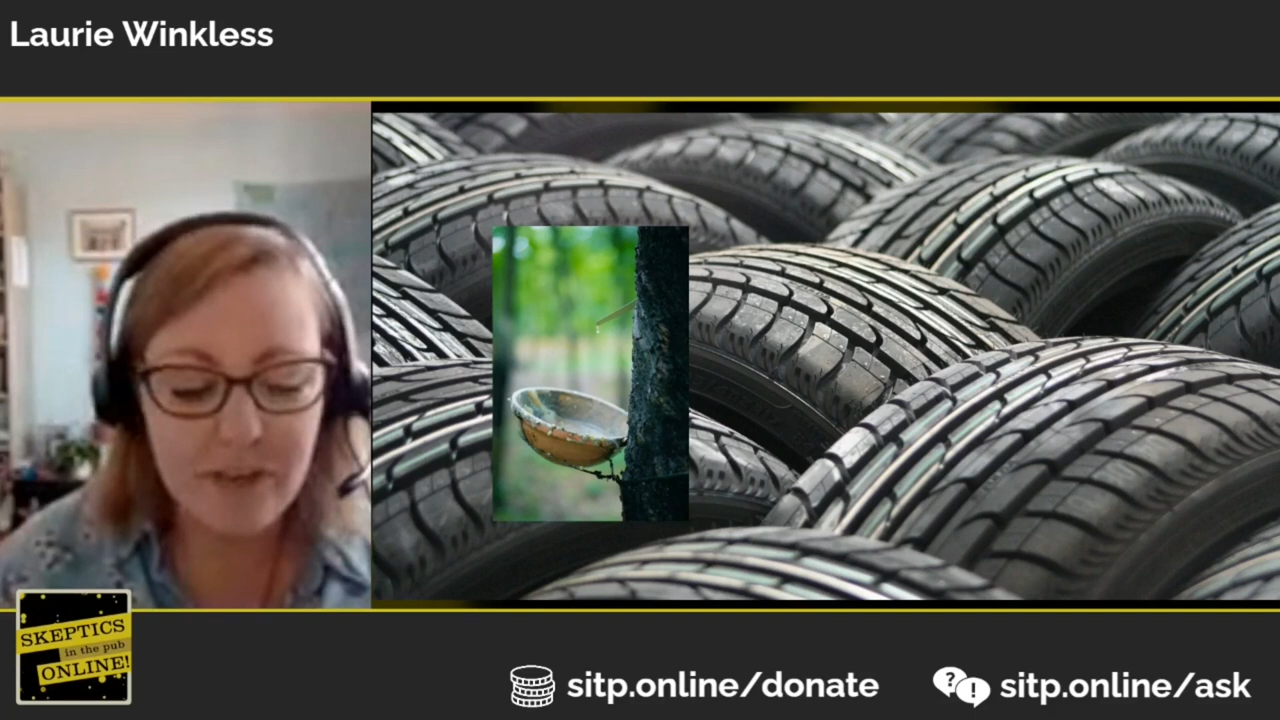 Laurie Winkless
SKEPTICS
in the pub
ONLINE!
sitp.online/donate
sitp.online/ask